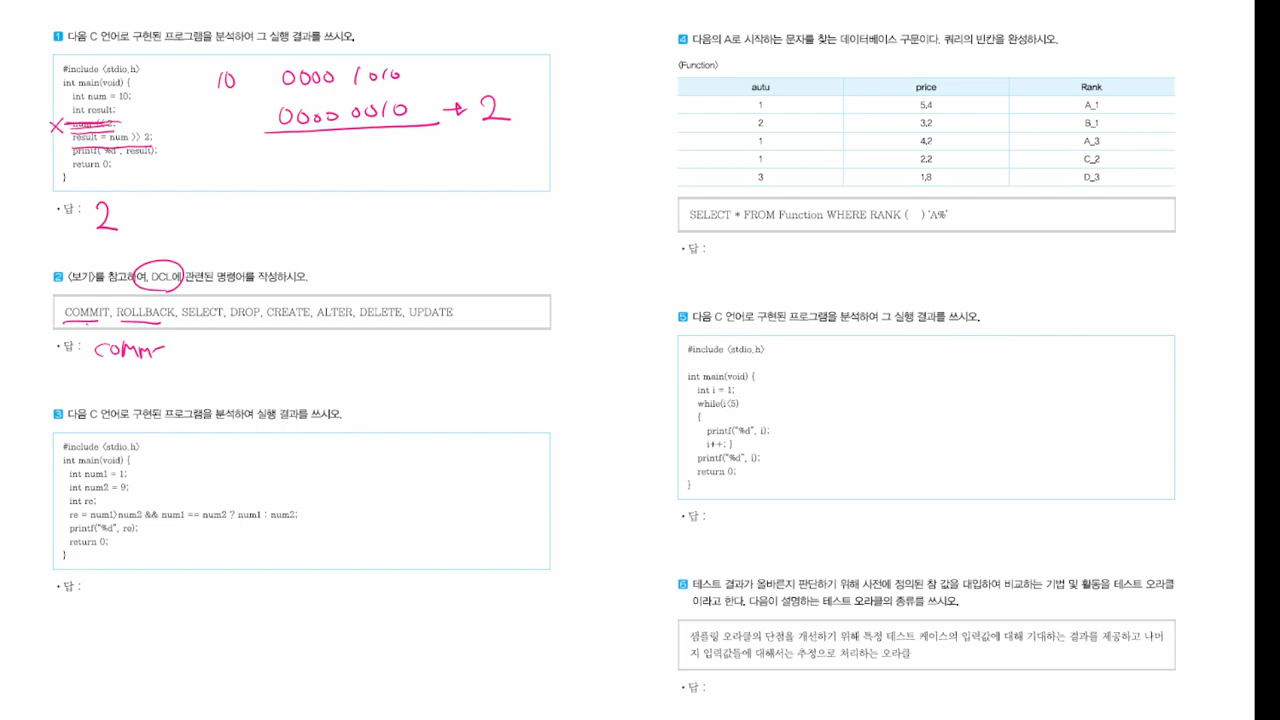 1 다음 C 언어로 구현된 프로그램을 분석하여 그 실행 결과를 쓰시오.
#include <stdio.h>
int main(void) {
int num = 10;
int result;
num << 2;
result = num >> 2;
printf("%d", result);
return 0;
}
10 0000 1010
0000 0010 → 2
• 답 : 2
2 <보기>를 참고하여, DCL에 관련된 명령어를 작성하시오.
COMMIT, ROLLBACK, SELECT, DROP, CREATE, ALTER, DELETE, UPDATE
• 답 : comm
3 다음 C 언어로 구현된 프로그램을 분석하여 실행 결과를 쓰시오.
#include <stdio.h>
int main(void) {
int num1 = 1;
int num2 = 9;
int re;
re = num1>num2 && num1 == num2 ? num1 : num2;
printf("%d", re);
return 0;
}
• 답 :
4 다음의 A로 시작하는 문자를 찾는 데이터베이스 구문이다. 쿼리의 빈칸을 완성하시오.
<Function>
autu price Rank
1 5,4 A_1
2 3,2 B_1
1 4,2 A_3
1 2,2 C_2
3 1,8 D_3
SELECT * FROM Function WHERE RANK ( ) 'A%'
• 답 :
5 다음 C 언어로 구현된 프로그램을 분석하여 그 실행 결과를 쓰시오.
#include <stdio.h>
int main(void) {
int i = 1;
while(i<5)
{
printf("%d", i);
i++; }
printf("%d", i);
return 0;
}
• 답 :
6 테스트 결과가 올바른지 판단하기 위해 사전에 정의된 참 값을 대입하여 비교하는 기법 및 활동을 테스트 오라클
이라고 한다. 다음이 설명하는 테스트 오라클의 종류를 쓰시오.
샘플링 오라클의 단점을 개선하기 위해 특정 테스트 케이스의 입력값에 대해 기대하는 결과를 제공하고 나머
지 입력값들에 대해서는 추정으로 처리하는 오라클
• 답 :